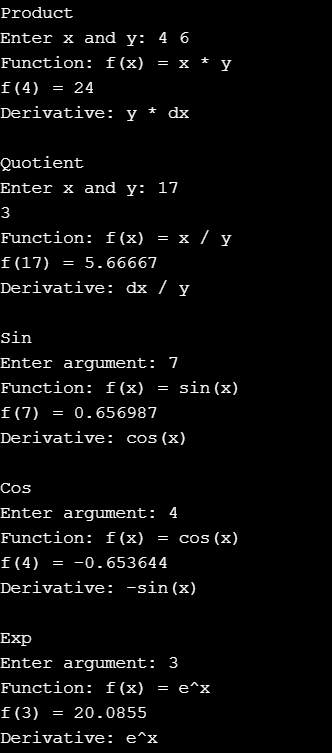 Product
Enter x and y: 4 6
Function: f(x) = x * y
f(4) = 24
Derivative: y * dx
Quotient
Enter x and y: 17
3
Function: f(x) = x / y
f(17) = 5.66667
Derivative: dx / y
Sin
Enter argument: 7
Function: f(x) = sin(x)
f(7) = 0.656987
Derivative: cos(x)
Cos
Enter argument: 4
Function: f(x) = cos(x)
f(4) = -0.653644
Derivative: -sin(x)
Exp
Enter argument: 3
Function: f(x) = e^x
f(3) = 20.0855
Derivative: e^x